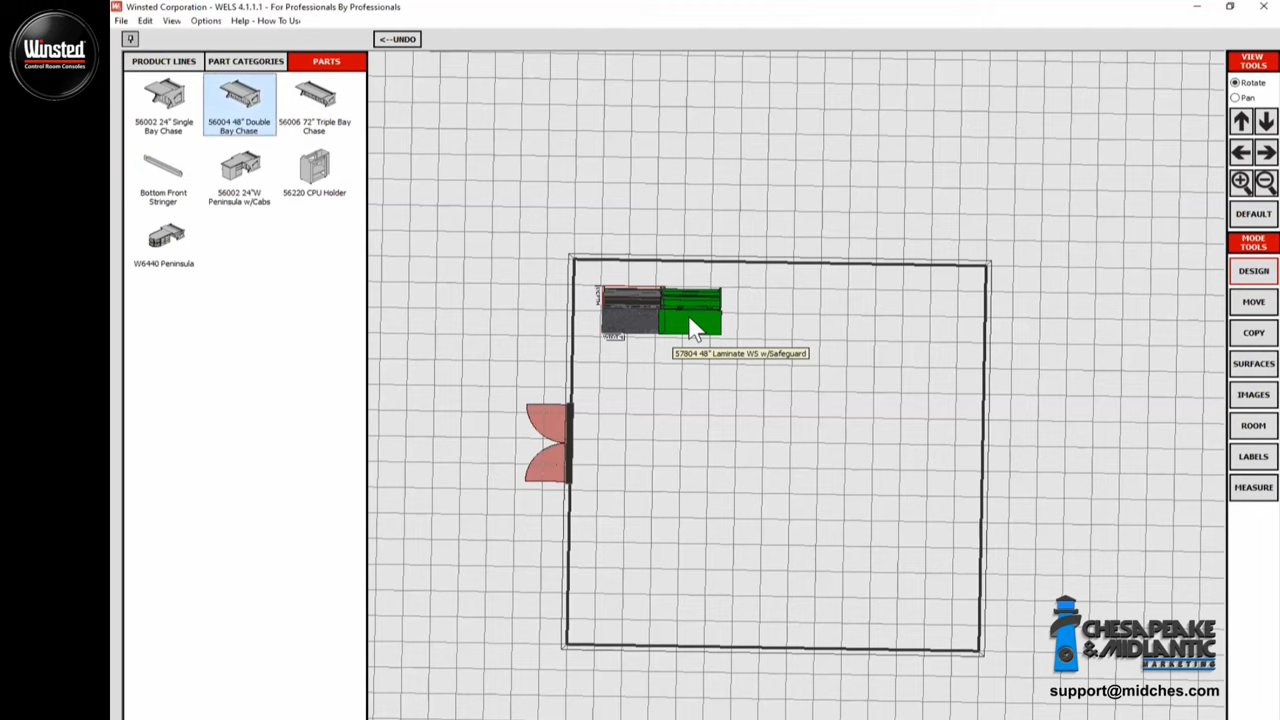 Winsted
Control Room Consoles
Winsted Corporation - WELS 4.1.1.1 - For Professionals By Professionals
File Edit View Options Help - How To Us
<--UNDO
PRODUCT LINES PART CATEGORIES PARTS
56002 24" Single Bay Chase
56004 48" Double Bay Chase
56006 72" Triple Bay Chase
Bottom Front Stringer
56002 24"W Peninsula w/Cabs
56220 CPU Holder
W6440 Peninsula
57804 48" Laminate WS w/Safeguard
VIEW
TOOLS
Rotate
Pan
DEFAULT
MODE
TOOLS
DESIGN
MOVE
COPY
SURFACES
IMAGES
ROOM
LABELS
MEASURE
CHESAPEAKE
& MIDLANTIC
MARKETING
support@midches.com